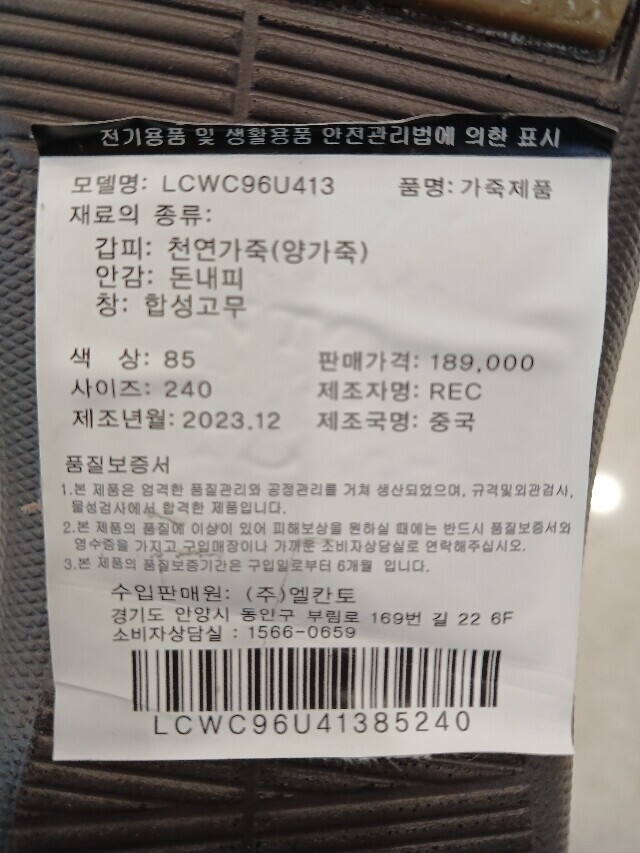 전기용품 및 생활용품 안전관리법에 의한 표시
모델명: LCWC96U413 품명: 가죽제품
재료의 종류:
갑피: 천연가죽(양가죽)
안감: 돈내피
창: 합성고무
색 상: 85 판매가격: 189,000
사이즈: 240 제조자명: REC
제조년월: 2023.12 제조국명: 중국
품질보증서
1.본 제품은 엄격한 품질관리와 공정관리를 거쳐 생산되었으며, 규격및외관검사,
물성검사에서 합격한 제품입니다.
2.본 제품의 품질에 이상이 있어 피해보상을 원하실 때에는 반드시 품질보증서와
영수증을 가지고 구입매장이나 가까운 소비자상담실로 연락해주십시오.
3.본 제품의 품질보증기간은 구입일로부터 6개월 입니다.
수입판매원: (주)엘칸토
경기도 안양시 동안구 부림로 169번 길 22 6F
소비자상담실 : 1566-0659
LCWC96U41385240